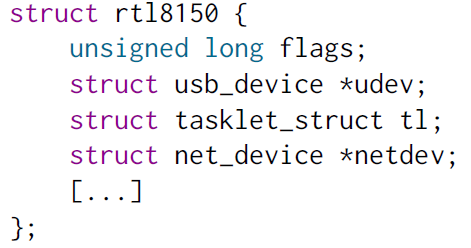 struct rtl8150 {
    unsigned long flags;
    struct usb_device *udev;
    struct tasklet_struct tl;
    struct net_device *netdev;
    [...]
};